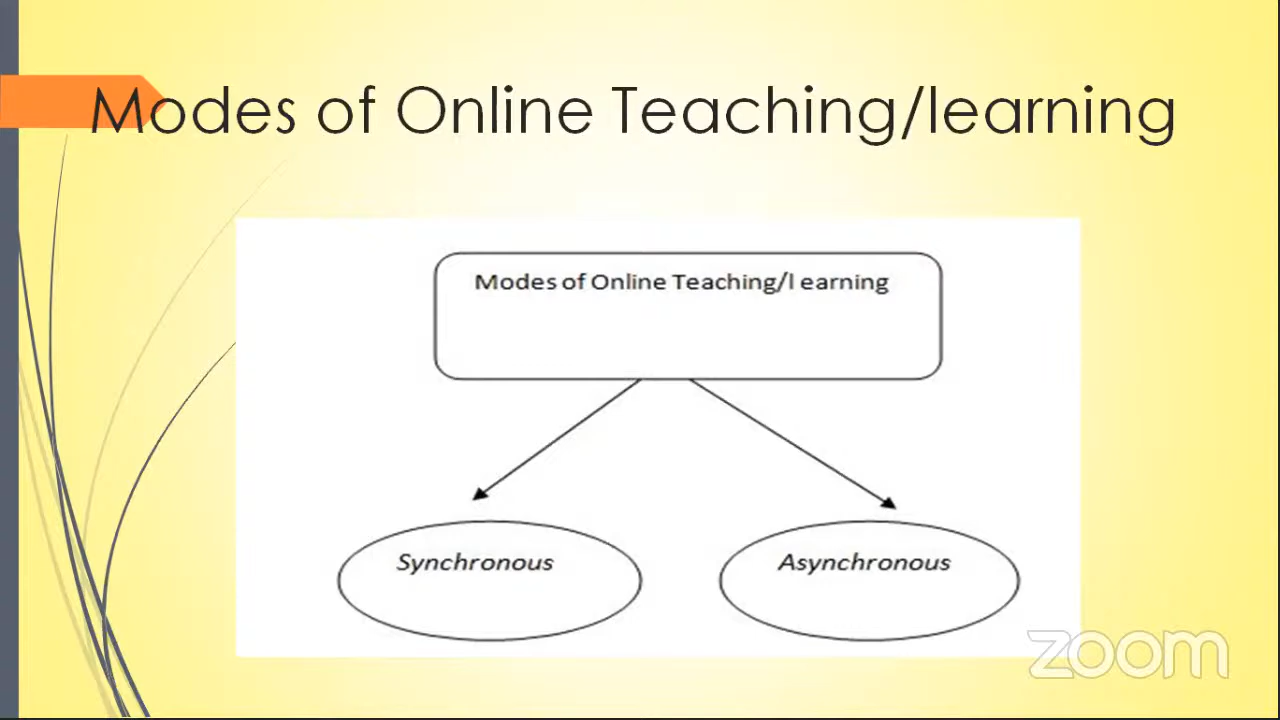 Modes of Online Teaching/learning
Modes of Online Teaching/l earning
Synchronous
Asynchronous
zoom